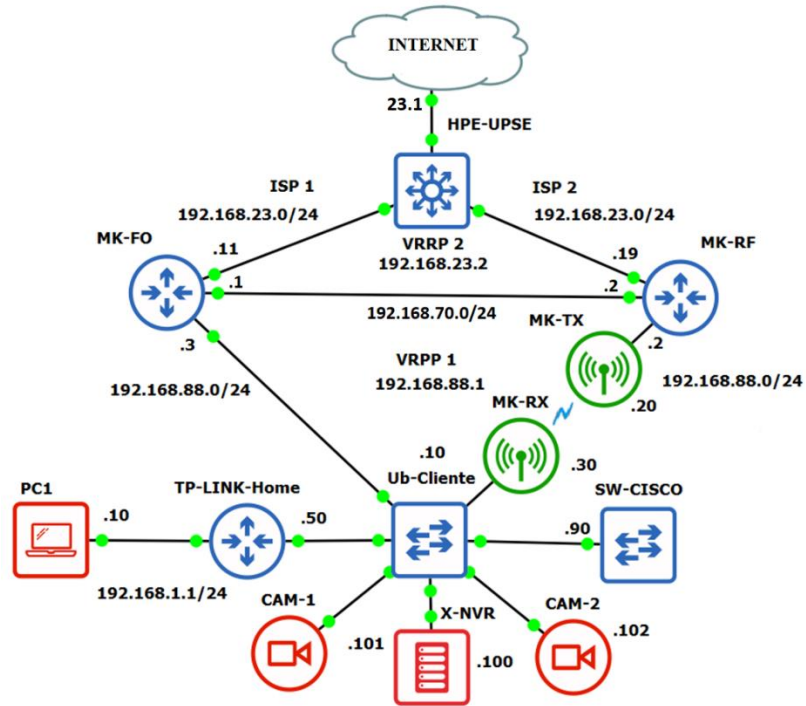 INTERNET
23.1
HPE-UPSE
ISP 1
ISP 2
192.168.23.0/24
192.168.23.0/24
MK-FO
VRRP 2
MK-RF
.11
192.168.23.2
.19
.1
.2
192.168.70.0/24
MK-TX
.3
VRPP 1
.2
192.168.88.0/24
192.168.88.1
192.168.88.0/24
MK-RX
.20
.10
Ub-Cliente
.30
PC1
TP-LINK-Home
SW-CISCO
.10
.50
.90
192.168.1.1/24
CAM-1
X-NVR
CAM-2
.101
.100
.102